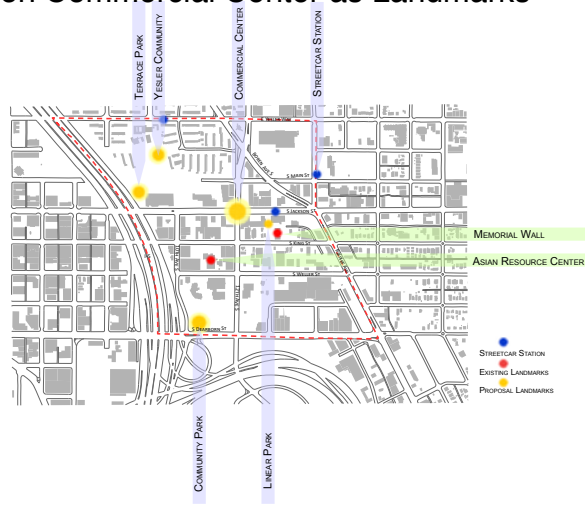 on Commercial Center as Landmarks
TERRACE PARK
YESLER COMMUNITY
COMMERCIAL CENTER
STREETCAR STATION
S MAIN ST
S JACKSON ST
MEMORIAL WALL
S KING ST
ASIAN RESOURCE CENTER
S WELLER ST
S DEARBORN ST
STREETCAR STATION
EXISTING LANDMARKS
PROPOSAL LANDMARKS
COMMUNITY PARK
LINEAR PARK